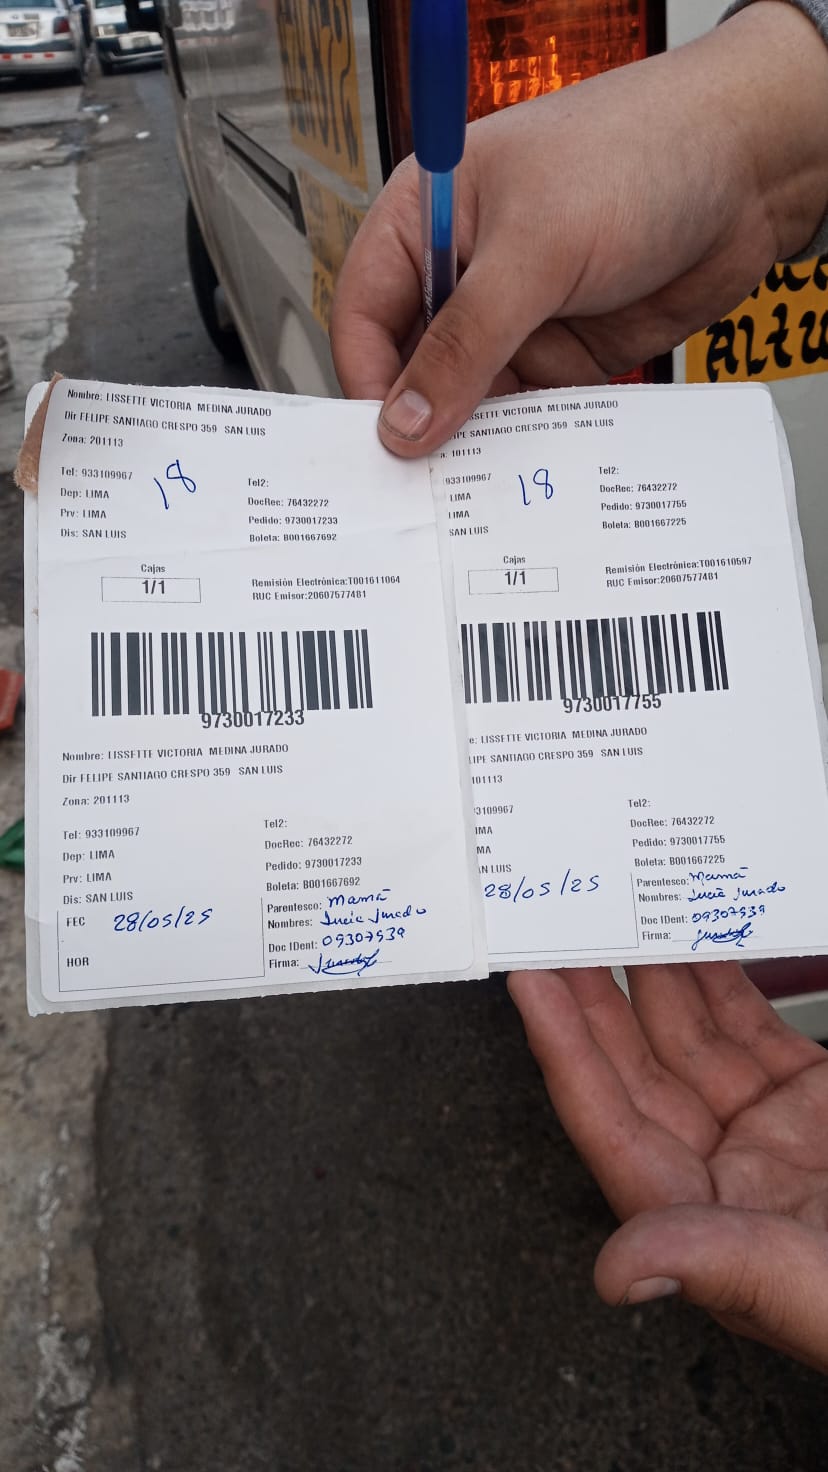 Nombre: LISSETTE VICTORIA MEDINA JURADO
Dir FELIPE SANTIAGO CRESPO 359 SAN LUIS
Zona: 201113
Tel: 933109967
Dep: LIMA
Prv: LIMA
Dis: SAN LUIS
18
Tel2:
DocRec: 76432272
Pedido: 9730017233
Boleta: B001667692
Cajas
1/1
Remisión Electrónica:T001611064
RUC Emisor:20607577481
9730017233
Nombre: LISSETTE VICTORIA MEDINA JURADO
Dir FELIPE SANTIAGO CRESPO 359 SAN LUIS
Zona: 201113
Tel: 933109967
Dep: LIMA
Prv: LIMA
Dis: SAN LUIS
Tel2:
DocRec: 76432272
Pedido: 9730017233
Boleta: B001667692
FEC 28/05/25
HOR
Parentesco: Mamá
Nombres: Lucia Jurado
Doc IDent: 09307939
Firma:
SSETTE VICTORIA MEDINA JURADO
IPE SANTIAGO CRESPO 359 SAN LUIS
a: 101113
933109967
LIMA
LIMA
SAN LUIS
18
Tel2:
DocRec: 76432272
Pedido: 9730017755
Boleta: B001667225
Cajas
1/1
Remisión Electrónica:T001610597
RUC Emisor:20607577481
9730017755
e: LISSETTE VICTORIA MEDINA JURADO
LIPE SANTIAGO CRESPO 359 SAN LUIS
101113
3109967
IMA
MA
N LUIS
Tel2:
DocRec: 76432272
Pedido: 9730017755
Boleta: B001667225
28/05/25
Parentesco: Mamá
Nombres: Lucia Jurado
Doc IDent: 09307939
Firma: